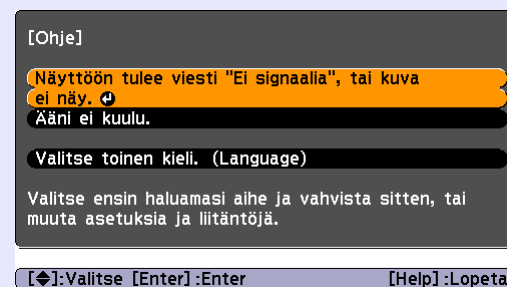 [Ohje]
Näyttöön tulee viesti "Ei signaalia", tai kuva
ei näy.
Ääni ei kuulu.
Valitse toinen kieli. (Language)
Valitse ensin haluamasi aihe ja vahvista sitten, tai
muuta asetuksia ja liitäntöjä.
[◆]:Valitse [Enter]:Enter [Help]:Lopeta